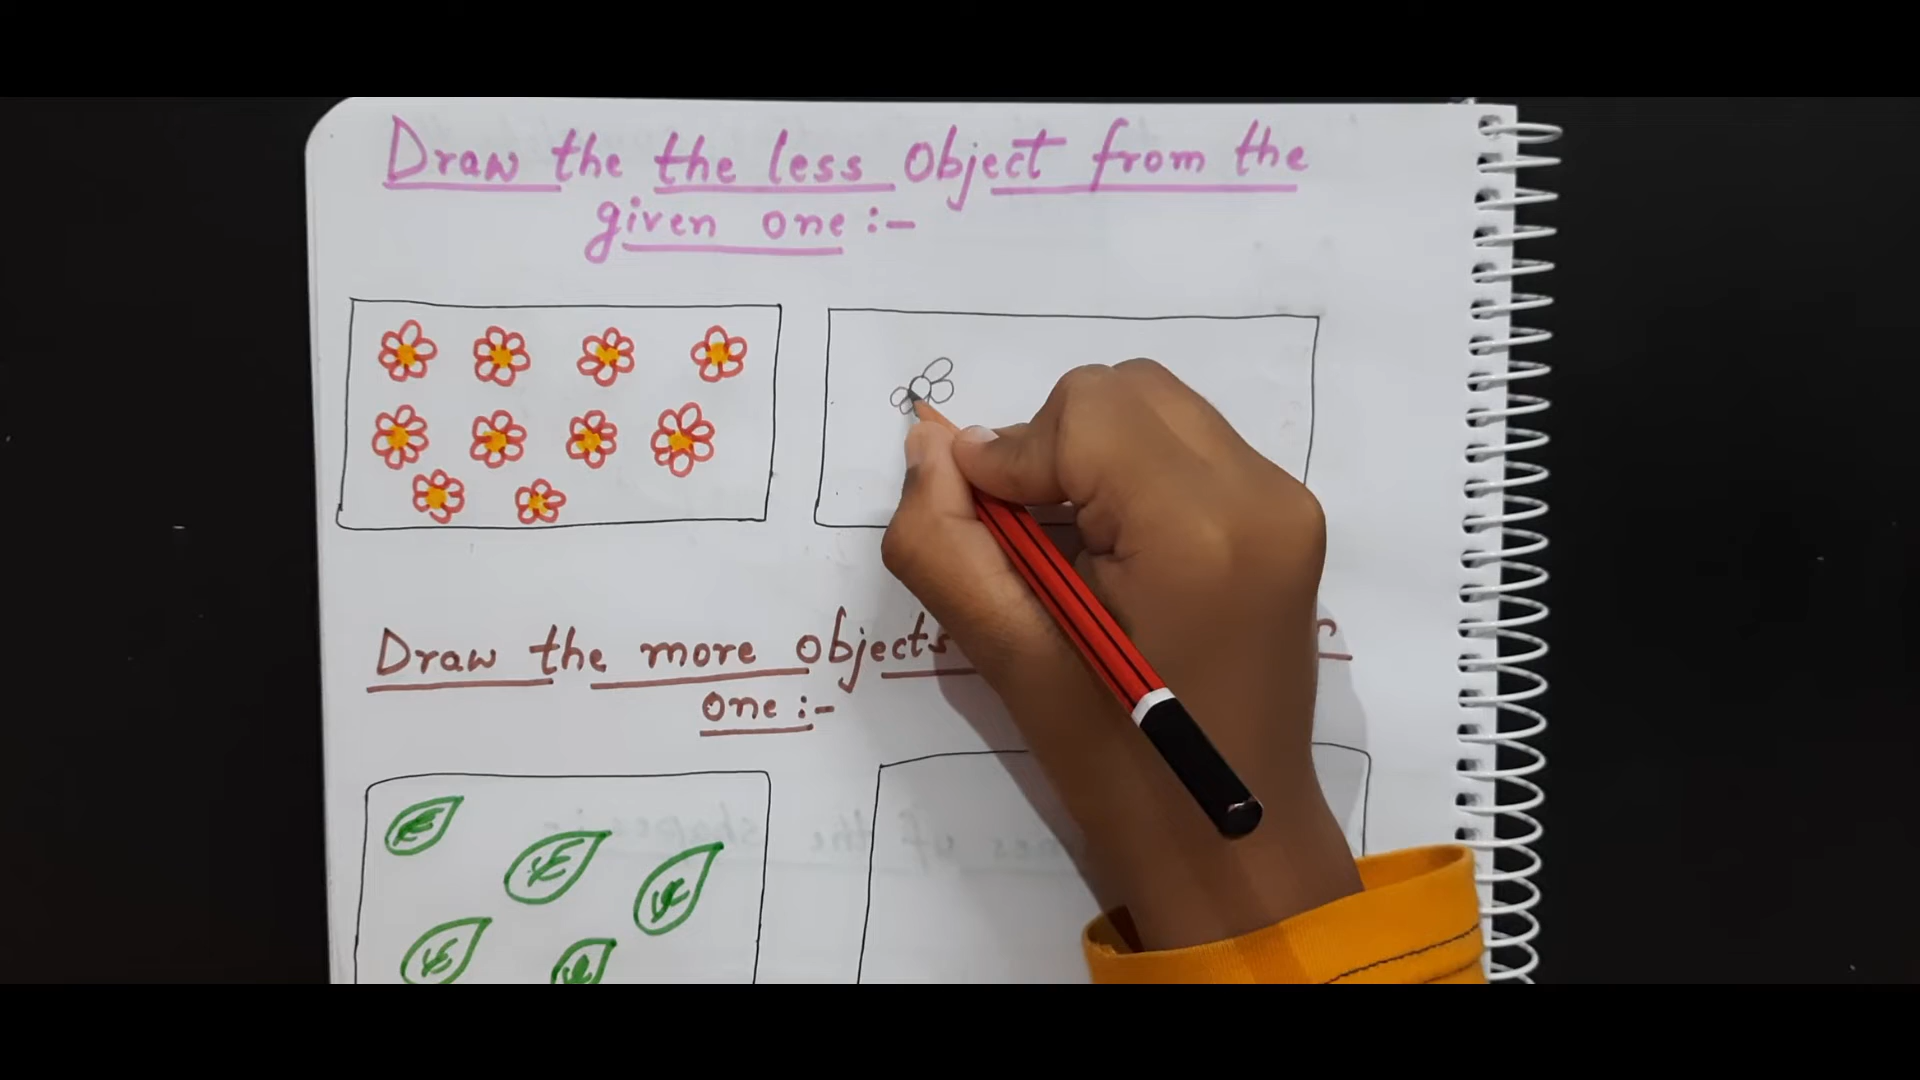 Draw the the less Object from the
given one :-
Draw the more objects
one :-